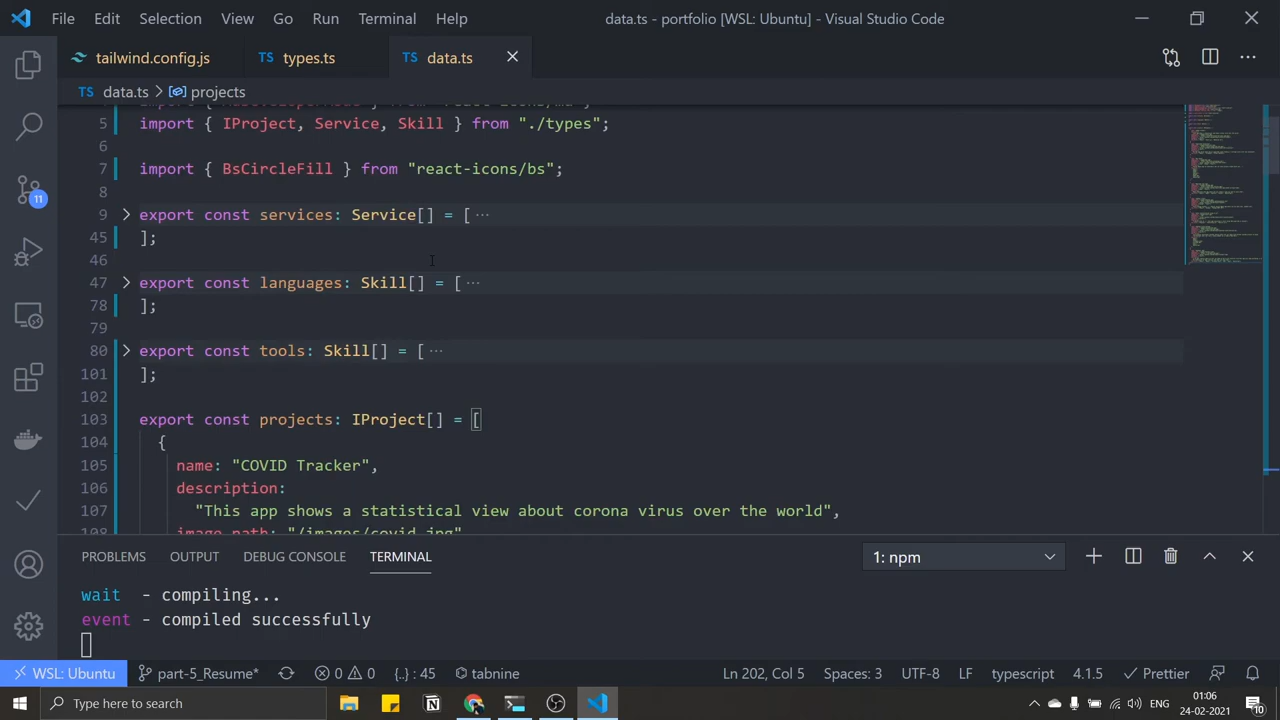 File Edit Selection View Go Run Terminal Help data.ts - portfolio [WSL: Ubuntu] - Visual Studio Code
tailwind.config.js TS types.ts TS data.ts
data.ts > projects
5 import { IProject, Service, Skill } from "./types";
6
7 import { BsCircleFill } from "react-icons/bs";
8
9 export const services: Service[] = [ ···
45 ];
46
47 export const languages: Skill[] = [ ···
78 ];
79
80 export const tools: Skill[] = [ ···
101 ];
102
103 export const projects: IProject[] = [
104 {
105 name: "COVID Tracker",
106 description:
107 "This app shows a statistical view about corona virus over the world",
108 image_path: "/images/covid.jpg"
11
PROBLEMS OUTPUT DEBUG CONSOLE TERMINAL 1: npm
wait - compiling...
event - compiled successfully
WSL: Ubuntu part-5_Resume* 0 0 {..} : 45 tabnine Ln 202, Col 5 Spaces: 3 UTF-8 LF typescript 4.1.5 Prettier
Type here to search ENG 01:06 24-02-2021 10